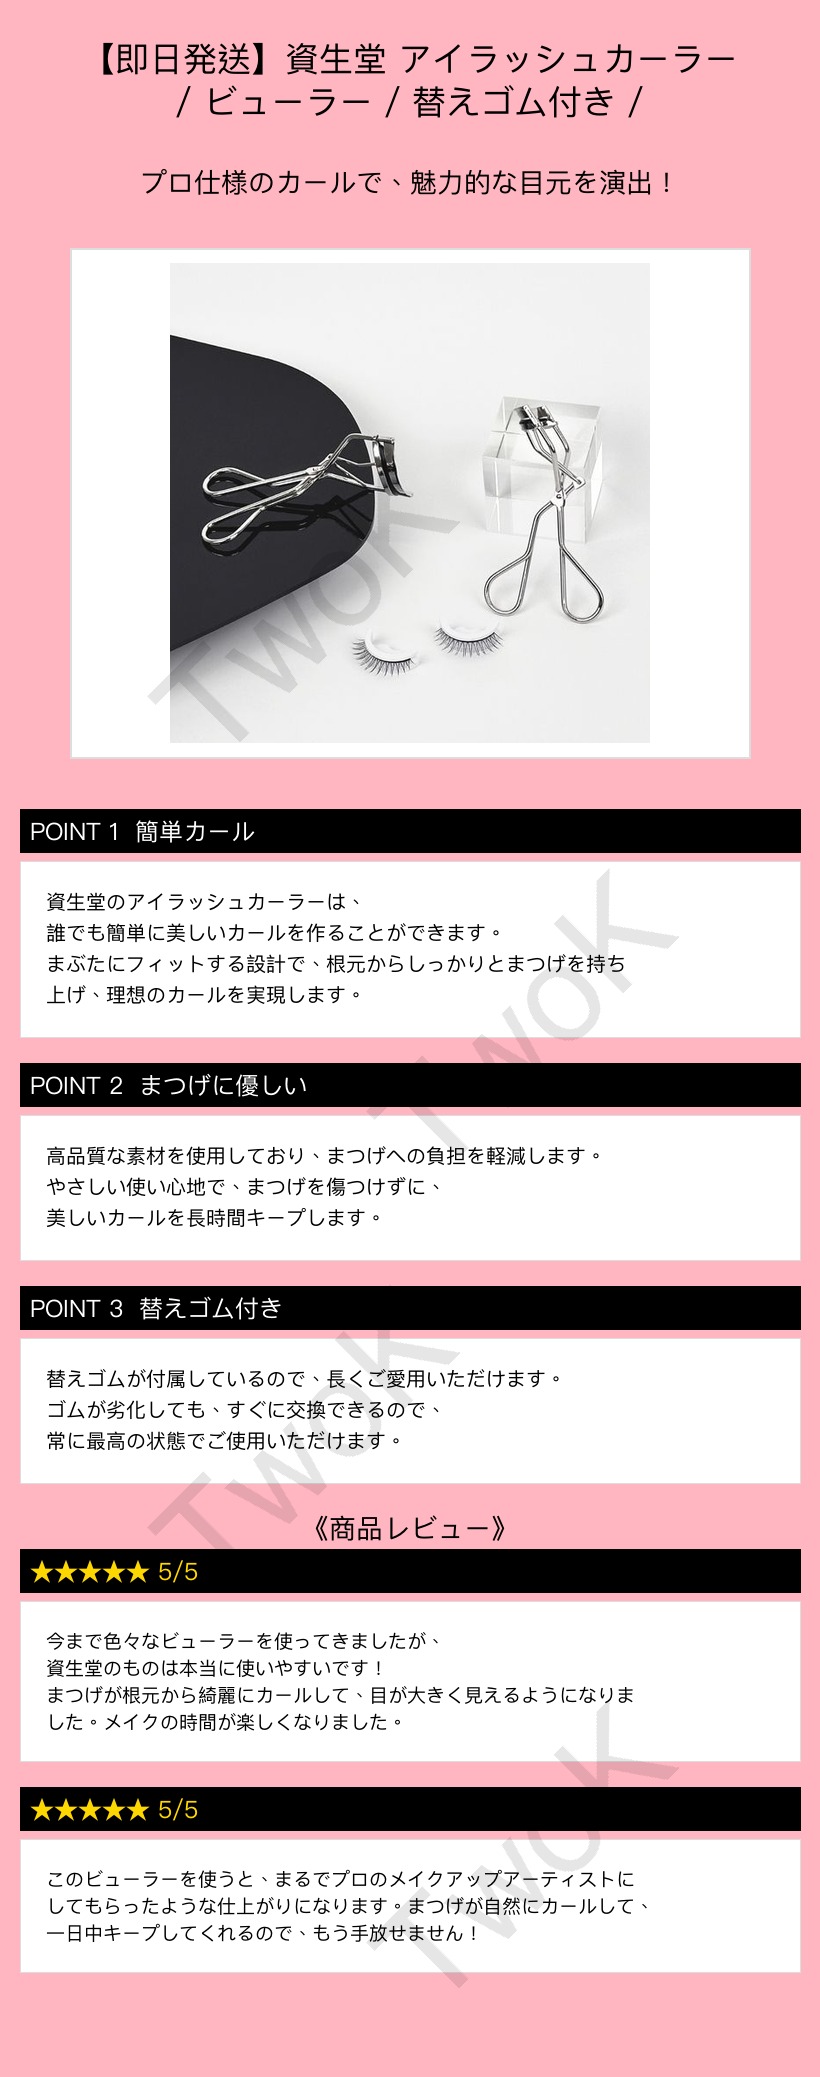 【即日発送】資生堂 アイラッシュカーラー
/ ビューラー / 替えゴム付き /
プロ仕様のカールで、魅力的な目元を演出！
TwoK
POINT 1 簡単カール
資生堂のアイラッシュカーラーは、
誰でも簡単に美しいカールを作ることができます。
まぶたにフィットする設計で、根元からしっかりとまつげを持ち
上げ、理想のカールを実現します。
TwoK
POINT 2 まつげに優しい
高品質な素材を使用しており、まつげへの負担を軽減します。
やさしい使い心地で、まつげを傷つけずに、
美しいカールを長時間キープします。
POINT 3 替えゴム付き
替えゴムが付属しているので、長くご愛用いただけます。
ゴムが劣化しても、すぐに交換できるので、
常に最高の状態でご使用いただけます。
TwoK
《商品レビュー》
★★★★★ 5/5
今まで色々なビューラーを使ってきましたが、
資生堂のものは本当に使いやすいです！
まつげが根元から綺麗にカールして、目が大きく見えるようになりま
した。メイクの時間が楽しくなりました。
★★★★★ 5/5
このビューラーを使うと、まるでプロのメイクアップアーティストに
してもらったような仕上がりになります。まつげが自然にカールして、
一日中キープしてくれるので、もう手放せません！
TwoK